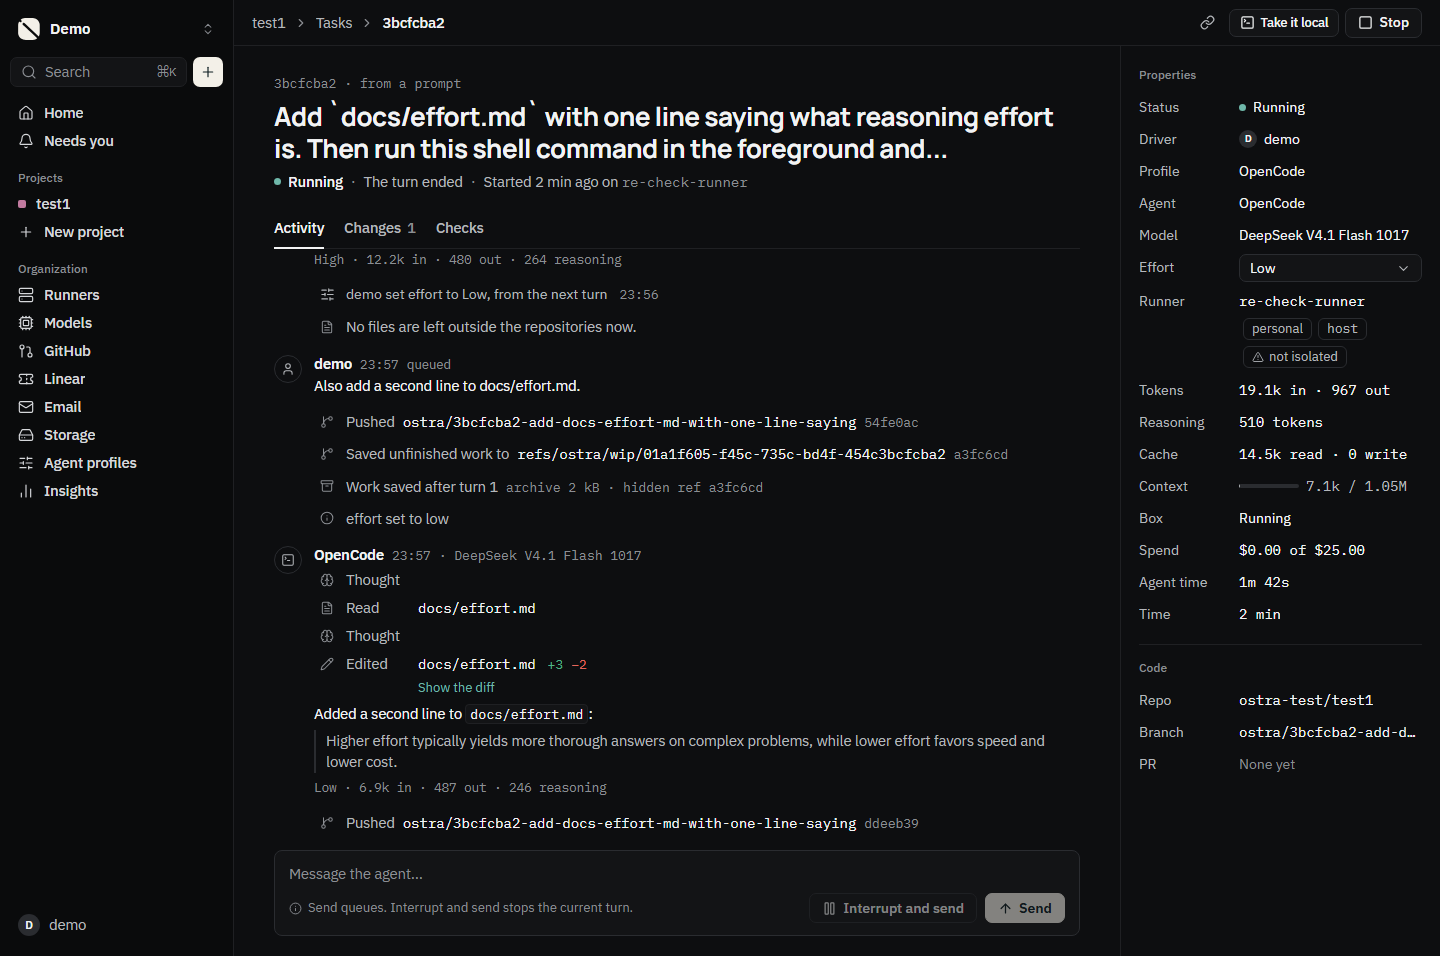 Demo
Search ⌘K
Home
Needs you
Projects
test1
New project
Organization
Runners
Models
GitHub
Linear
Email
Storage
Agent profiles
Insights
D demo
test1 > Tasks > 3bcfcba2
Take it local
Stop
3bcfcba2 · from a prompt
Add `docs/effort.md` with one line saying what reasoning effort
is. Then run this shell command in the foreground and...
Running · The turn ended · Started 2 min ago on re-check-runner
Activity Changes 1 Checks
High · 12.2k in · 480 out · 264 reasoning
demo set effort to Low, from the next turn 23:56
No files are left outside the repositories now.
demo 23:57 queued
Also add a second line to docs/effort.md.
Pushed ostra/3bcfcba2-add-docs-effort-md-with-one-line-saying 54fe0ac
Saved unfinished work to refs/ostra/wip/01a1f605-f45c-735c-bd4f-454c3bcfcba2 a3fc6cd
Work saved after turn 1 archive 2 kB · hidden ref a3fc6cd
effort set to low
OpenCode 23:57 · DeepSeek V4.1 Flash 1017
Thought
Read docs/effort.md
Thought
Edited docs/effort.md +3 −2
Show the diff
Added a second line to docs/effort.md:
Higher effort typically yields more thorough answers on complex problems, while lower effort favors speed and
lower cost.
Low · 6.9k in · 487 out · 246 reasoning
Pushed ostra/3bcfcba2-add-docs-effort-md-with-one-line-saying ddeeb39
Message the agent...
Send queues. Interrupt and send stops the current turn.
Interrupt and send
Send
Properties
Status Running
Driver D demo
Profile OpenCode
Agent OpenCode
Model DeepSeek V4.1 Flash 1017
Effort Low
Runner re-check-runner
personal host
not isolated
Tokens 19.1k in · 967 out
Reasoning 510 tokens
Cache 14.5k read · 0 write
Context 7.1k / 1.05M
Box Running
Spend $0.00 of $25.00
Agent time 1m 42s
Time 2 min
Code
Repo ostra-test/test1
Branch ostra/3bcfcba2-add-d…
PR None yet